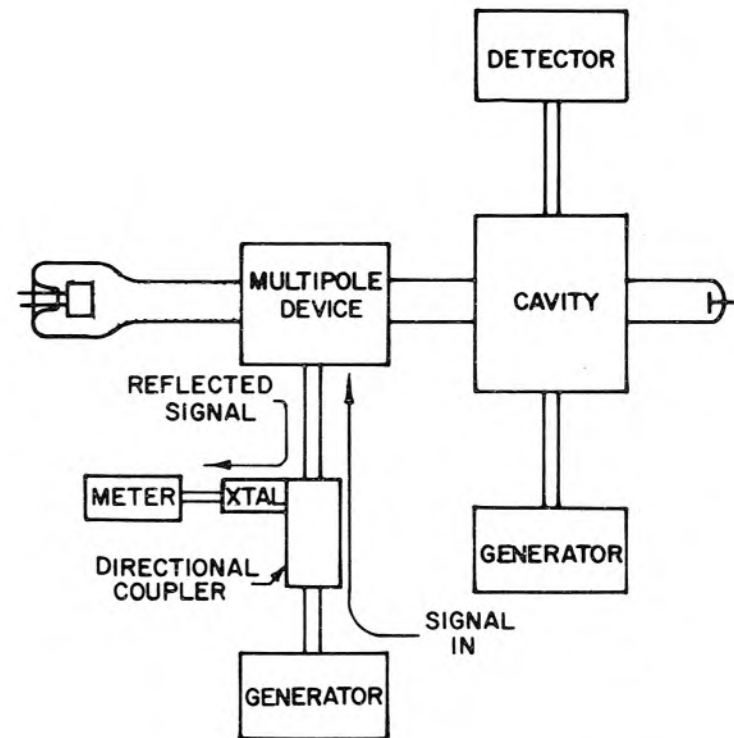 DETECTOR
MULTIPOLE
DEVICE
CAVITY
REFLECTED
SIGNAL
METER
XTAL
GENERATOR
DIRECTIONAL
COUPLER
SIGNAL
IN
GENERATOR